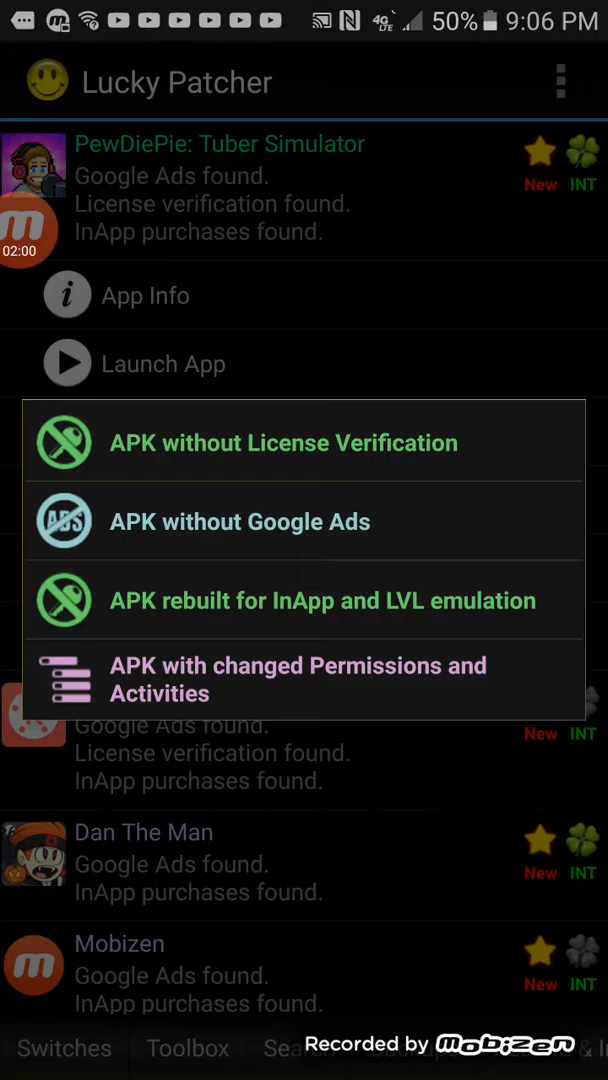 4G
LTE
50%
9:06 PM
Lucky Patcher
PewDiePie: Tuber Simulator
Google Ads found.
License verification found.
InApp purchases found.
New
INT
m
02:00
App Info
Launch App
APK without License Verification
ADS
APK without Google Ads
APK rebuilt for InApp and LVL emulation
APK with changed Permissions and
Activities
Google Ads found.
License verification found.
InApp purchases found.
New
INT
Dan The Man
Google Ads found.
InApp purchases found.
New
INT
Mobizen
Google Ads found.
InApp purchases found.
New
INT
m
Switches
Toolbox
Recorded by mobizen